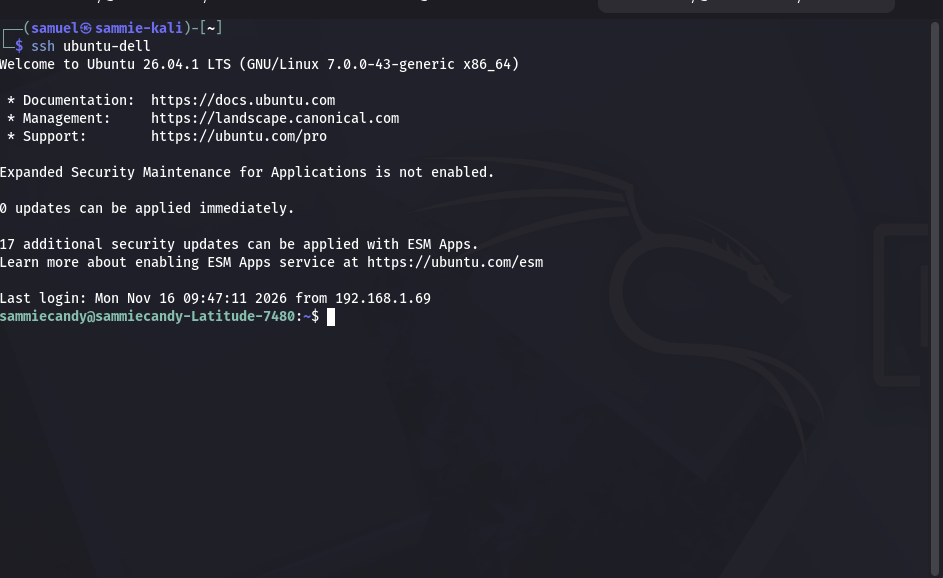 ┌──(samuel㉿sammie-kali)-[~]
└─$ ssh ubuntu-dell
Welcome to Ubuntu 26.04.1 LTS (GNU/Linux 7.0.0-43-generic x86_64)
* Documentation:  https://docs.ubuntu.com
* Management:     https://landscape.canonical.com
* Support:        https://ubuntu.com/pro
Expanded Security Maintenance for Applications is not enabled.
0 updates can be applied immediately.
17 additional security updates can be applied with ESM Apps.
Learn more about enabling ESM Apps service at https://ubuntu.com/esm
Last login: Mon Nov 16 09:47:11 2026 from 192.168.1.69
sammiecandy@sammiecandy-Latitude-7480:~$